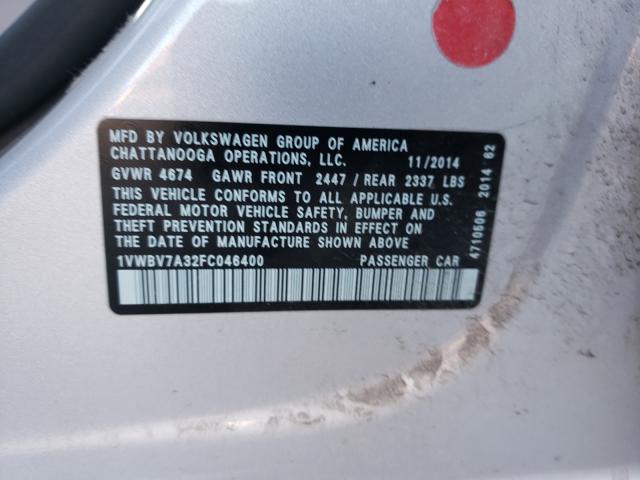 MFD BY VOLKSWAGEN GROUP OF AMERICA
CHATTANOOGA OPERATIONS, LLC. 11/2014
GVWR 4674 GAWR FRONT 2447 / REAR 2337 LBS
THIS VEHICLE CONFORMS TO ALL APPLICABLE U.S.
FEDERAL MOTOR VEHICLE SAFETY, BUMPER AND
THEFT PREVENTION STANDARDS IN EFFECT ON
DATE OF MANUFACTURE SHOWN ABOVE
1VWBV7A32FC046400 PASSENGER CAR
4710506 2014 62